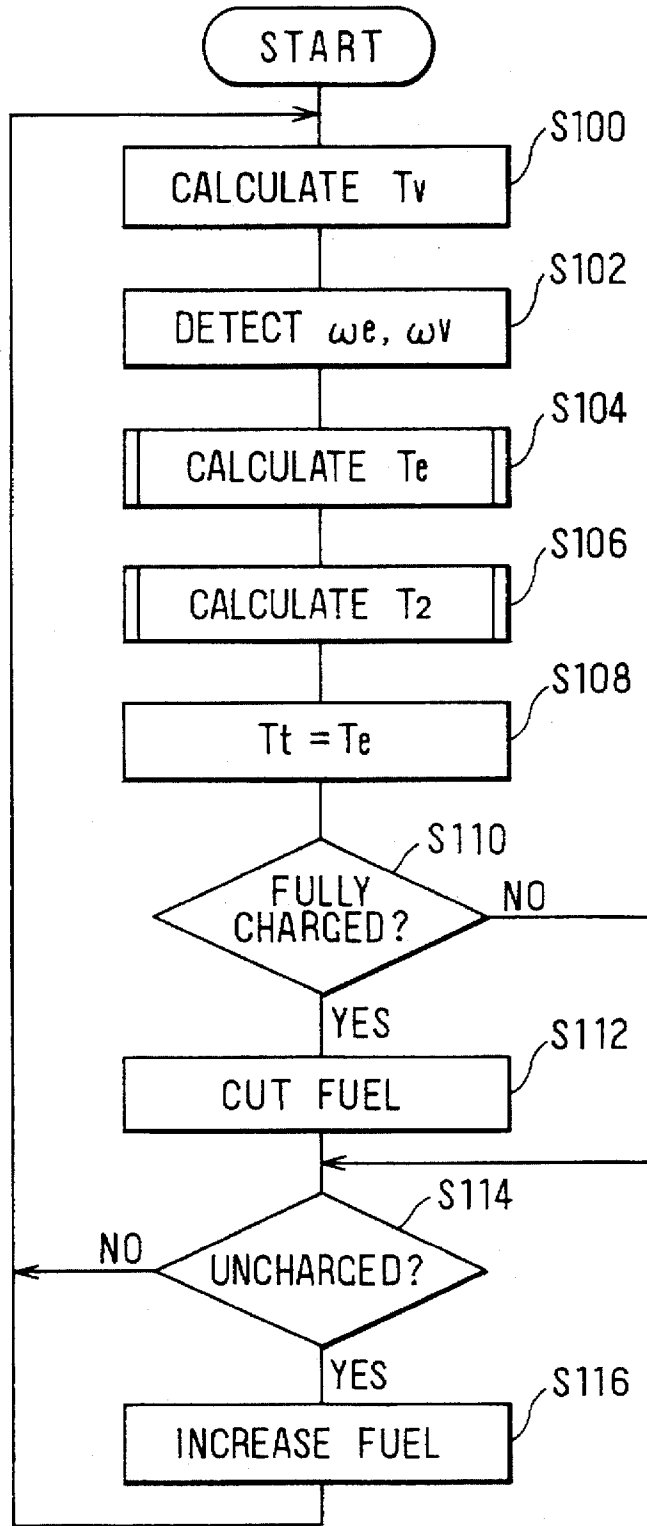 START
S100
CALCULATE Tv
S102
DETECT ωe, ωv
S104
CALCULATE Te
S106
CALCULATE T2
S108
Tt = Te
S110
FULLY
CHARGED?
NO
YES
S112
CUT FUEL
S114
NO
UNCHARGED?
YES
S116
INCREASE FUEL